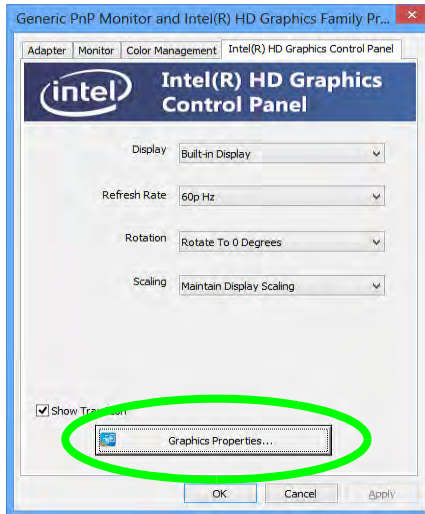 Generic PnP Monitor and Intel(R) HD Graphics Family Pr...
Adapter Monitor Color Management Intel(R) HD Graphics Control Panel
(intel) Intel(R) HD Graphics
Control Panel
Display Built-in Display
Refresh Rate 60p Hz
Rotation Rotate To 0 Degrees
Scaling Maintain Display Scaling
Show
Graphics Properties...
OK Cancel Apply